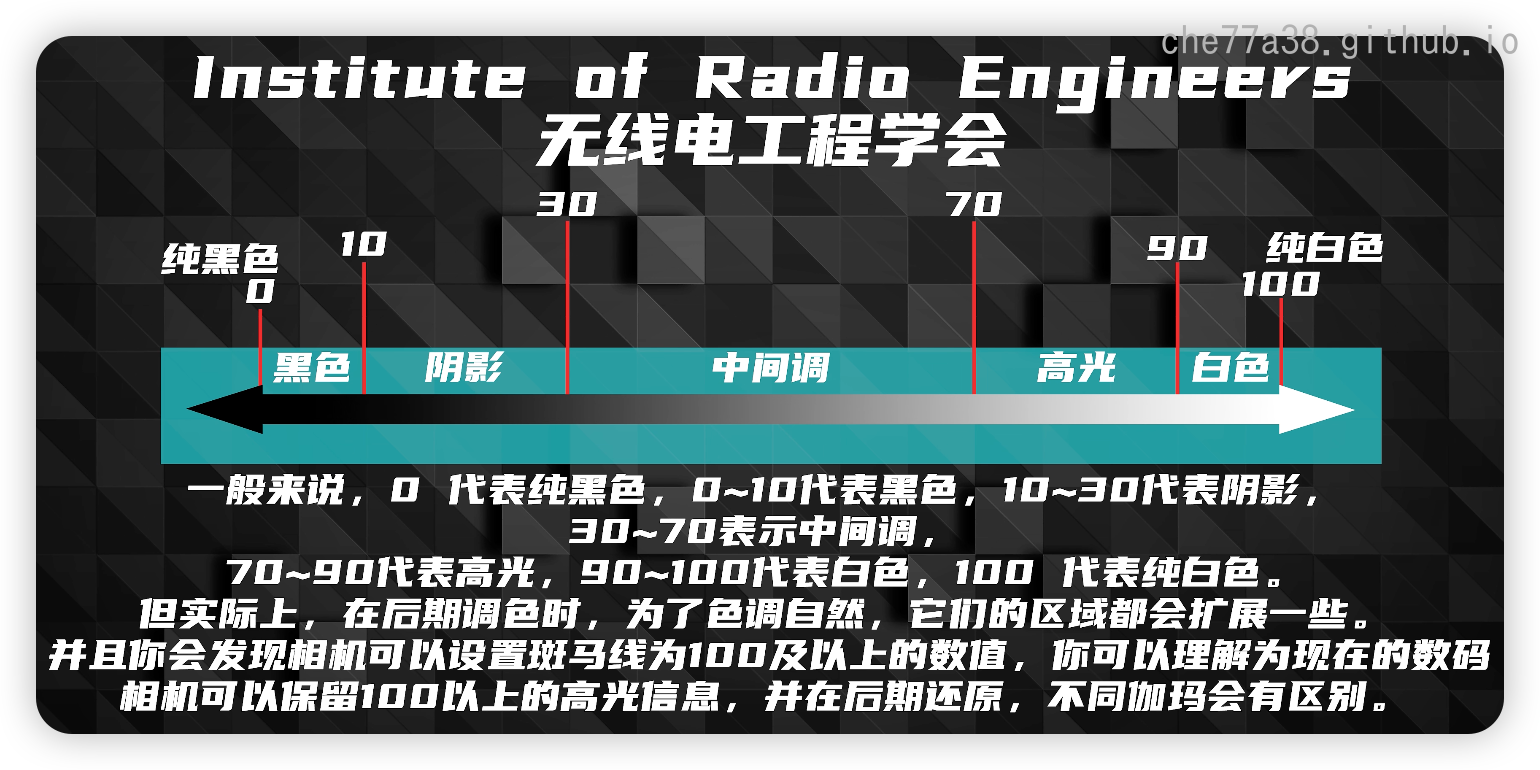 che77a38.github.io
Institute of Radio Engineers
无线电工程学会
30 70
10 90
纯黑色 纯白色
0 100
黑色 阴影 中间调 高光 白色
一般来说，0 代表纯黑色，0~10代表黑色，10~30代表阴影，
30~70表示中间调，
70~90代表高光，90~100代表白色，100 代表纯白色。
但实际上，在后期调色时，为了色调自然，它们的区域都会扩展一些。
并且你会发现相机可以设置斑马线为100及以上的数值，你可以理解为现在的数码
相机可以保留100以上的高光信息，并在后期还原，不同伽玛会有区别。